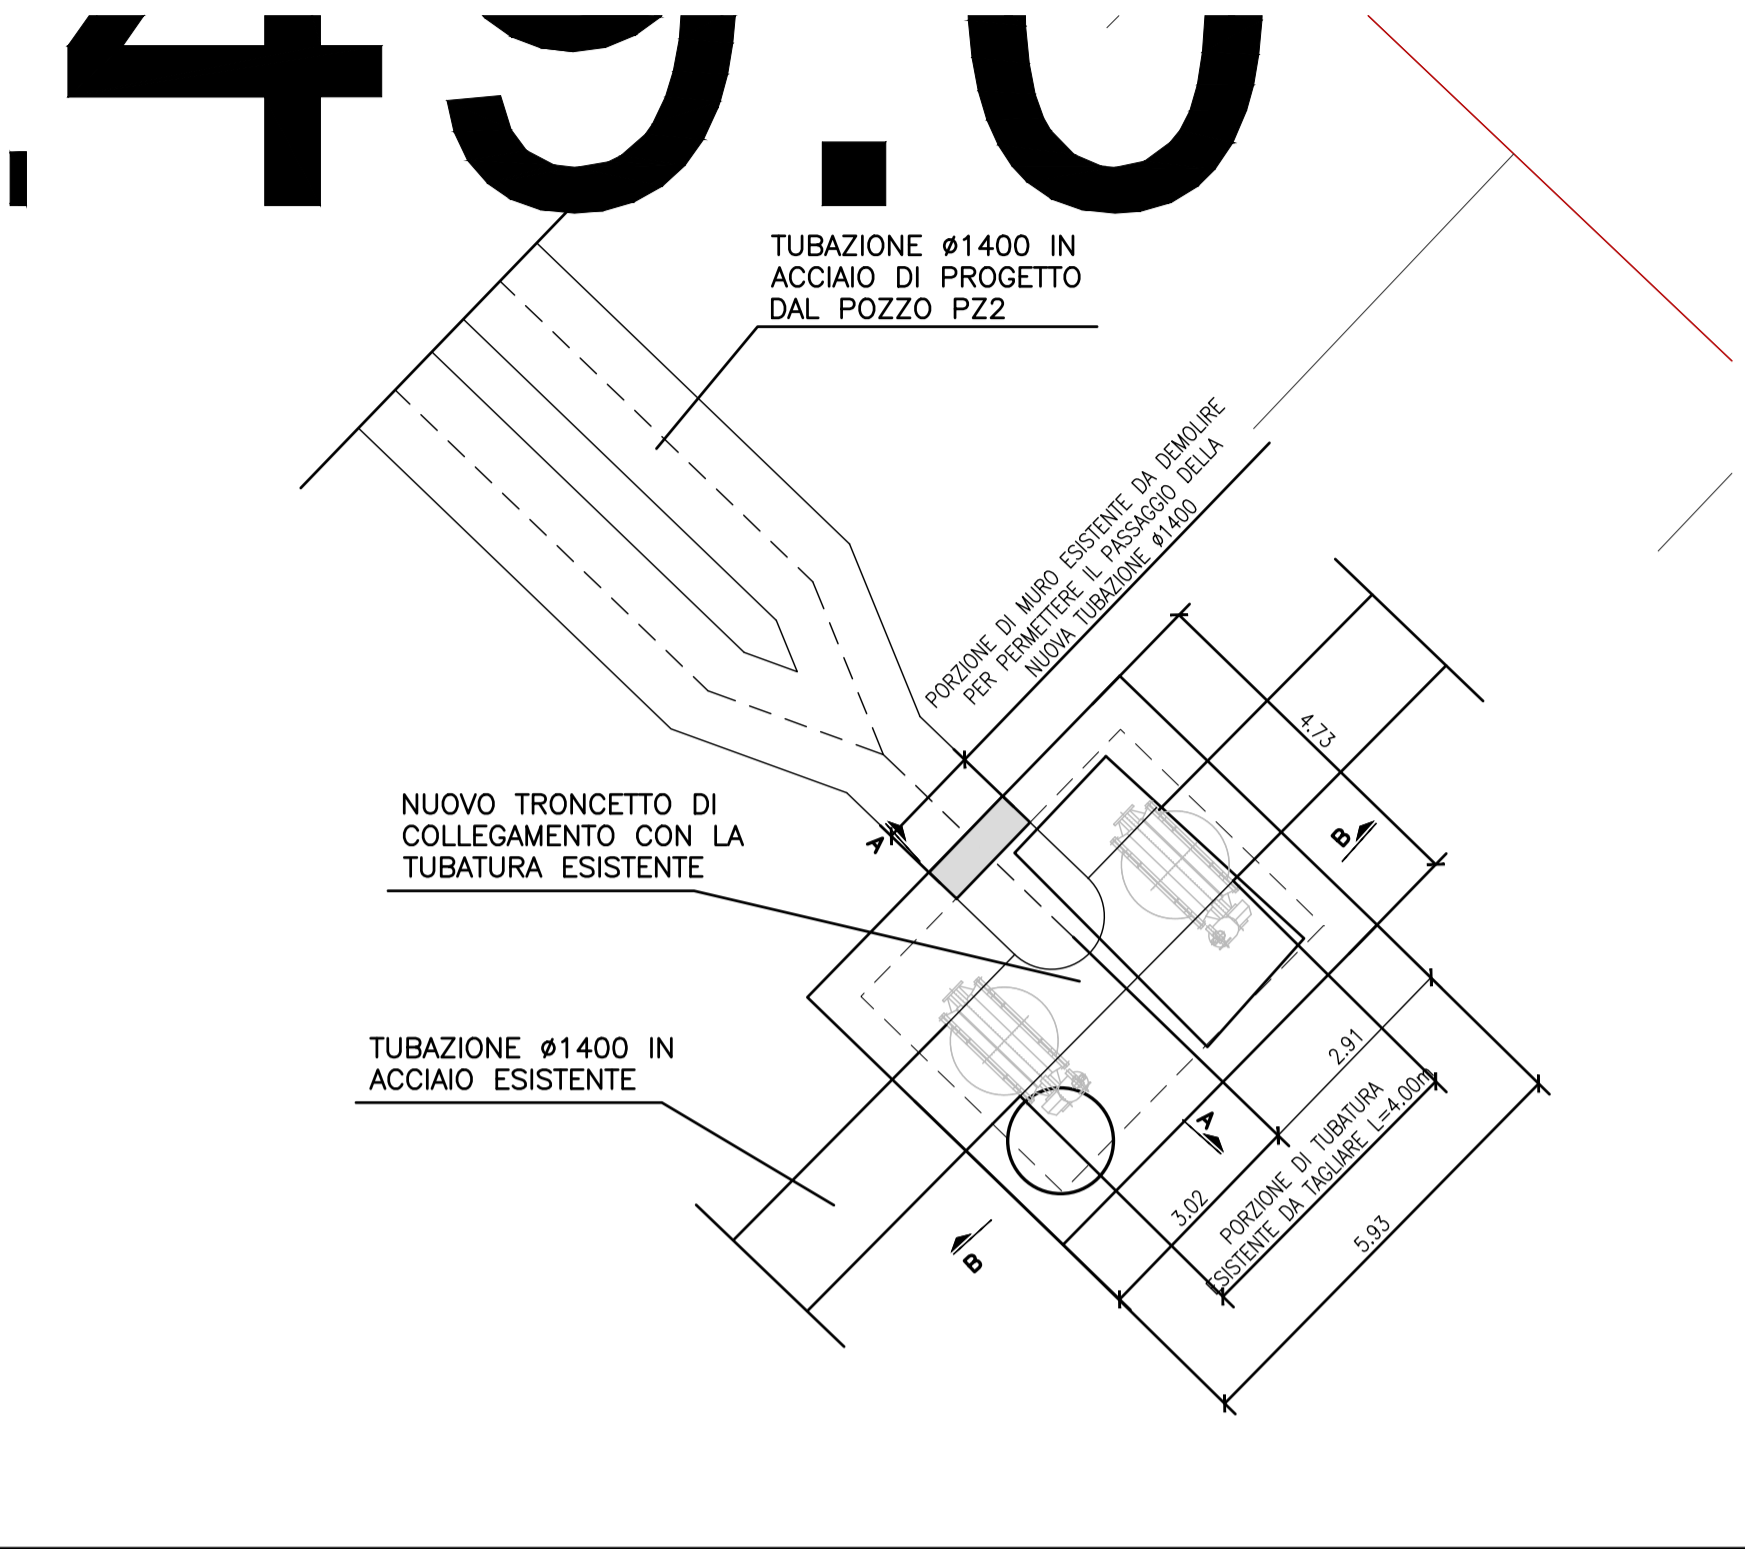 .49.0
TUBAZIONE ø1400 IN
ACCIAIO DI PROGETTO
DAL POZZO PZ2
PORZIONE DI MURO ESISTENTE DA DEMOLIRE
PER PERMETTERE IL PASSAGGIO DELLA
NUOVA TUBAZIONE ø1400
4.73
NUOVO TRONCETTO DI
COLLEGAMENTO CON LA
TUBATURA ESISTENTE
A
B
TUBAZIONE ø1400 IN
ACCIAIO ESISTENTE
2.91
A
PORZIONE DI TUBATURA
ESISTENTE DA TAGLIARE L=4.00m
3.02
5.93
B